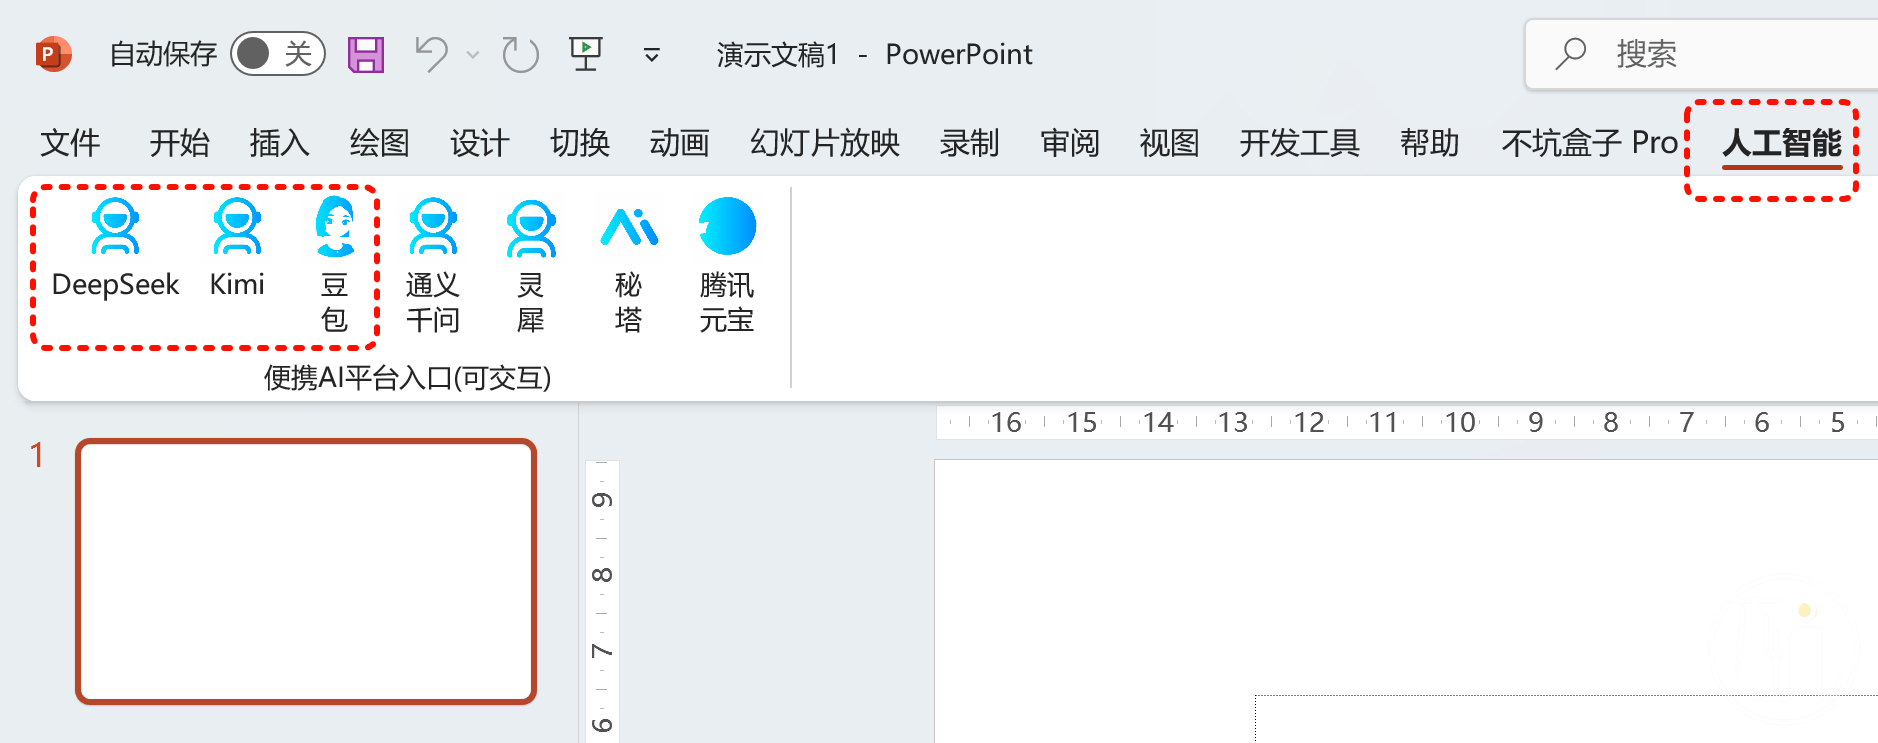 P 自动保存 关 演示文稿1 - PowerPoint 搜索
文件 开始 插入 绘图 设计 切换 动画 幻灯片放映 录制 审阅 视图 开发工具 帮助 不坑盒子 Pro 人工智能
DeepSeek Kimi 豆包 通义千问 灵犀 秘塔 腾讯元宝
便携AI平台入口(可交互)
16 15 14 13 12 11 10 9 8 7 6 5
1
9
8
7
6